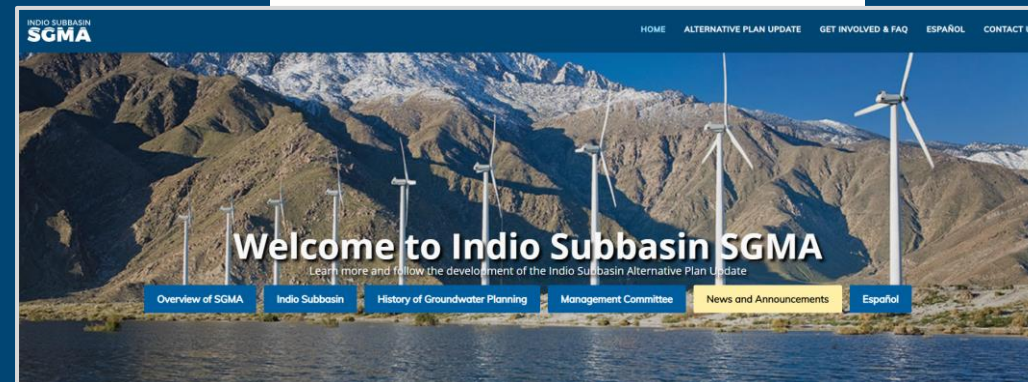 INDIO SUBBASIN
SGMA
HOME ALTERNATIVE PLAN UPDATE GET INVOLVED & FAQ ESPAÑOL CONTACT
Welcome to Indio Subbasin SGMA
Learn more and follow the development of the Indio Subbasin Alternative Plan Update
Overview of SGMA Indio Subbasin History of Groundwater Planning Management Committee News and Announcements Español